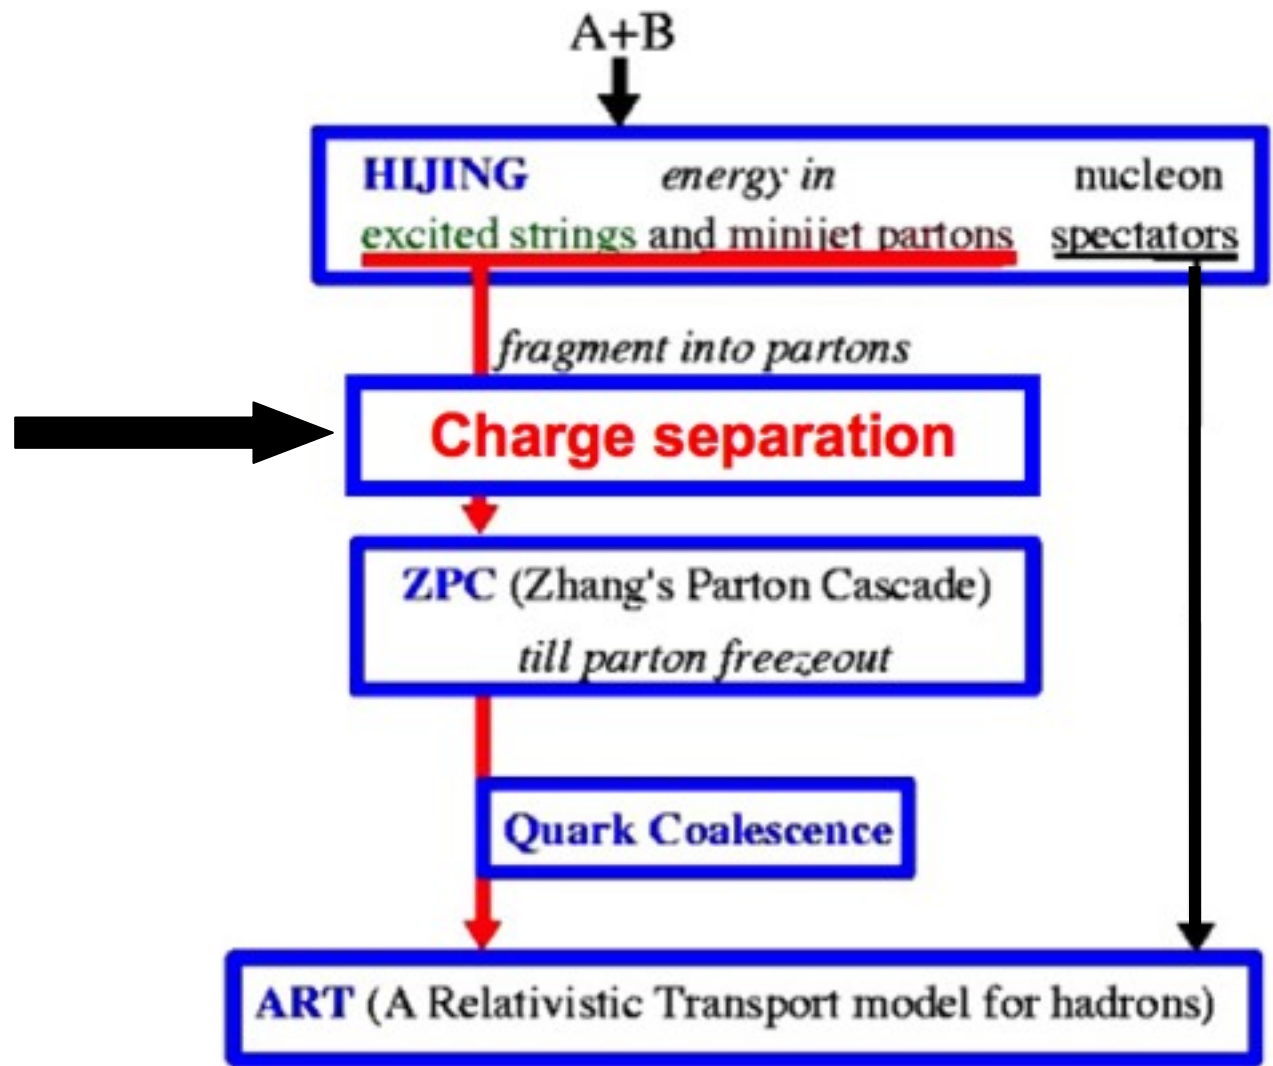 A+B
HIJING energy in nucleon
excited strings and minijet partons spectators
fragment into partons
Charge separation
ZPC (Zhang's Parton Cascade)
till parton freezeout
Quark Coalescence
ART (A Relativistic Transport model for hadrons)